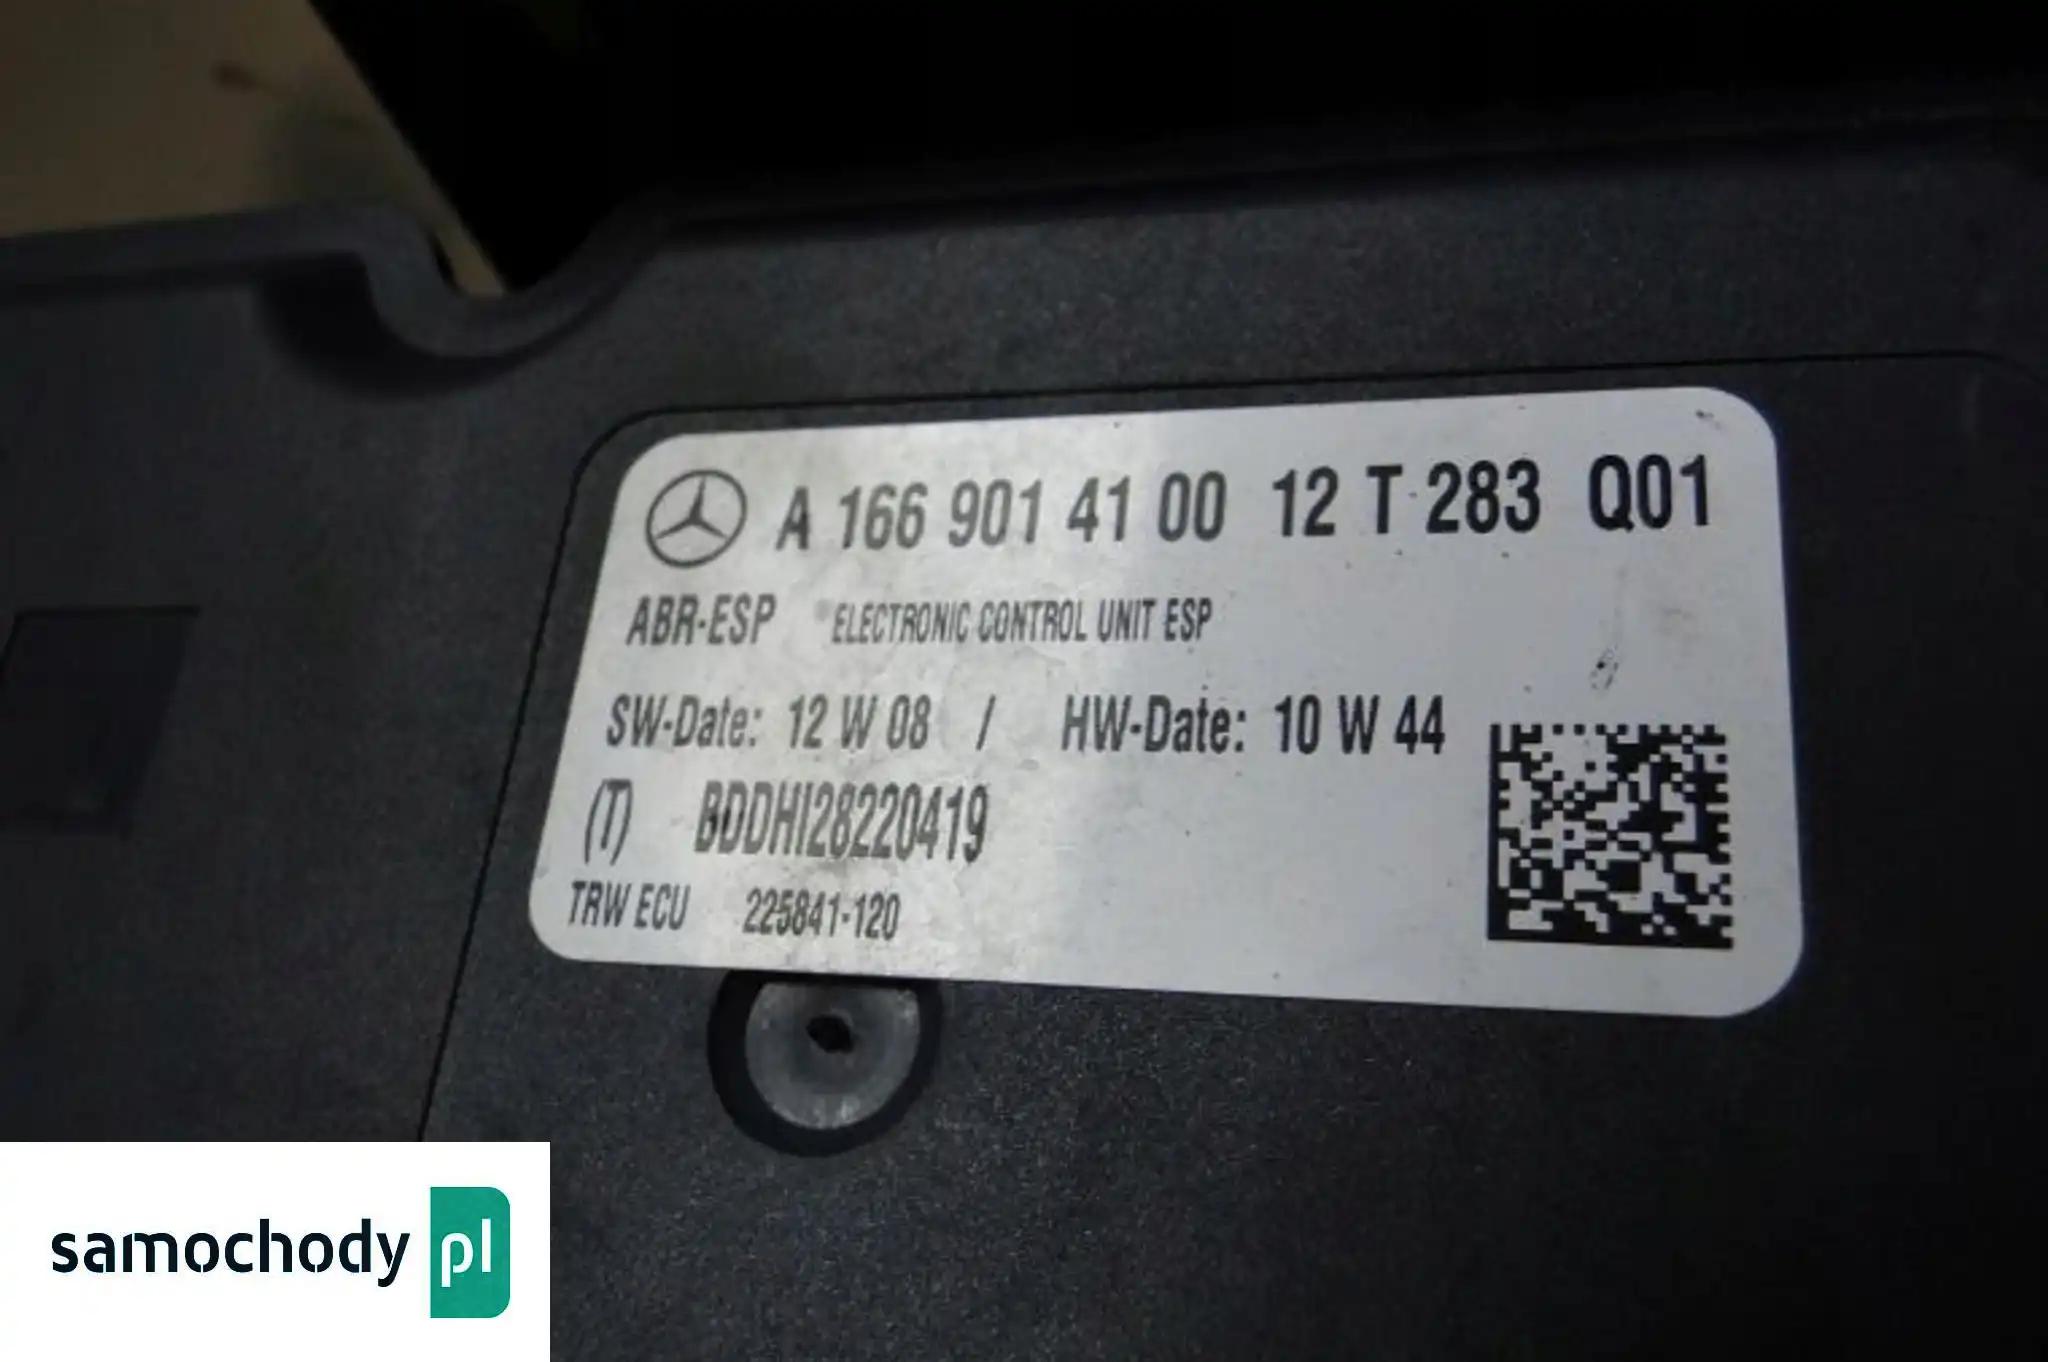 A 166 901 41 00 12 T 283 Q01
ABR-ESP ELECTRONIC CONTROL UNIT ESP
SW-Date: 12 W 08 / HW-Date: 10 W 44
(T) BDDHI28220419
TRW ECU 225841-120
samochody pl